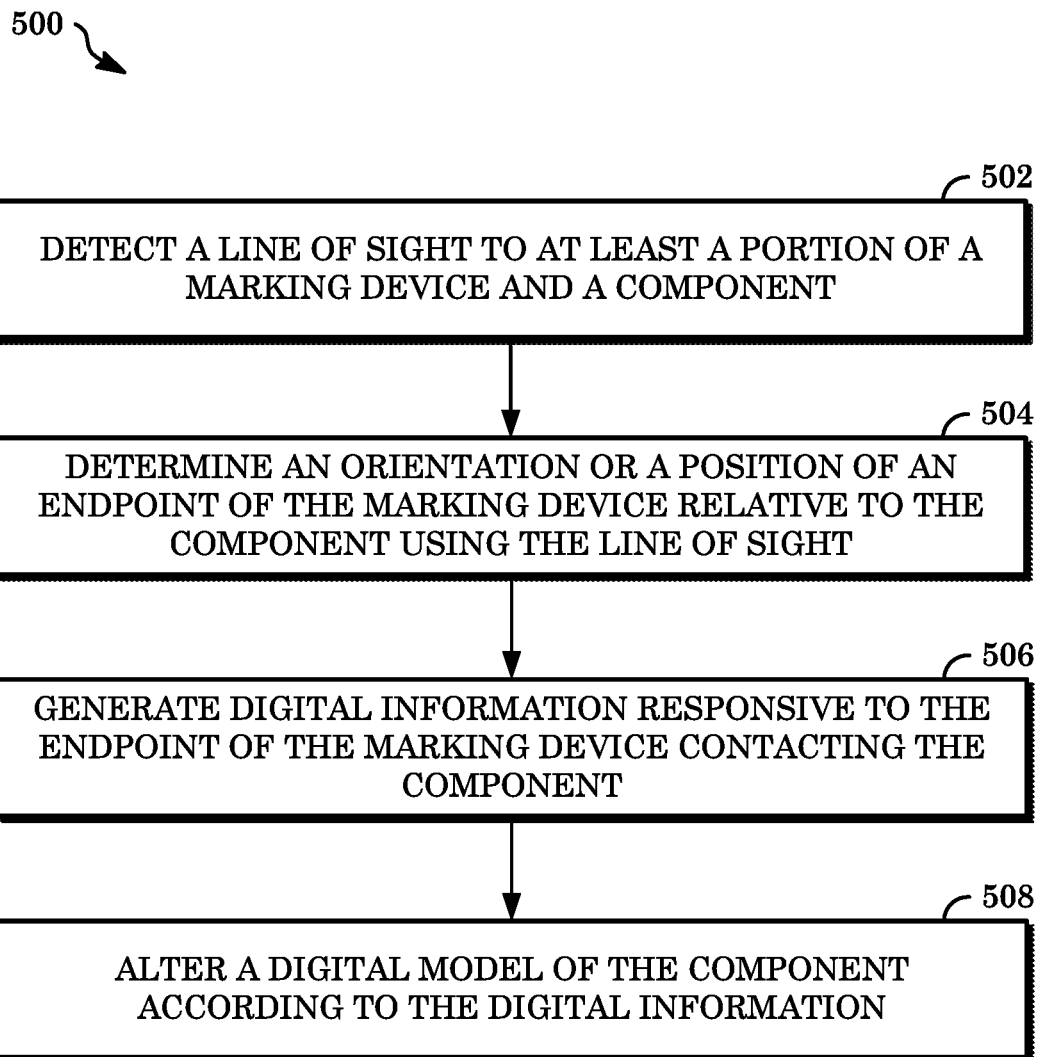 500
502
DETECT A LINE OF SIGHT TO AT LEAST A PORTION OF A
MARKING DEVICE AND A COMPONENT
504
DETERMINE AN ORIENTATION OR A POSITION OF AN
ENDPOINT OF THE MARKING DEVICE RELATIVE TO THE
COMPONENT USING THE LINE OF SIGHT
506
GENERATE DIGITAL INFORMATION RESPONSIVE TO THE
ENDPOINT OF THE MARKING DEVICE CONTACTING THE
COMPONENT
508
ALTER A DIGITAL MODEL OF THE COMPONENT
ACCORDING TO THE DIGITAL INFORMATION